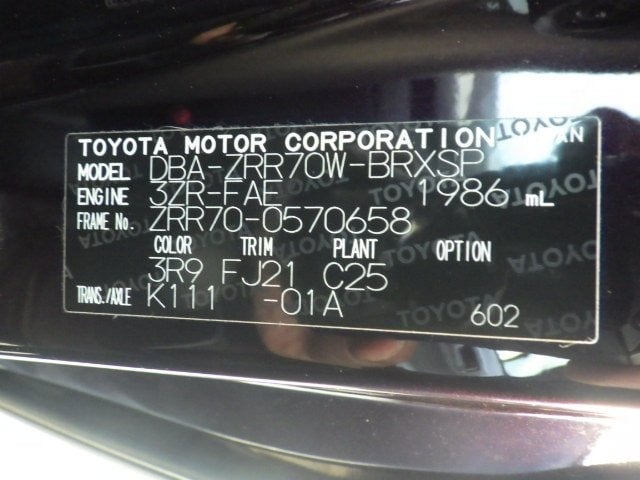 TOYOTA MOTOR CORPORATION JAPAN
MODEL DBA-ZRR70W-BRXSP
ENGINE 3ZR-FAE 1986 mL
FRAME No. ZRR70-0570658
COLOR TRIM PLANT OPTION
3R9 FJ21 C25
TRANS./AXLE K111 -01A
602